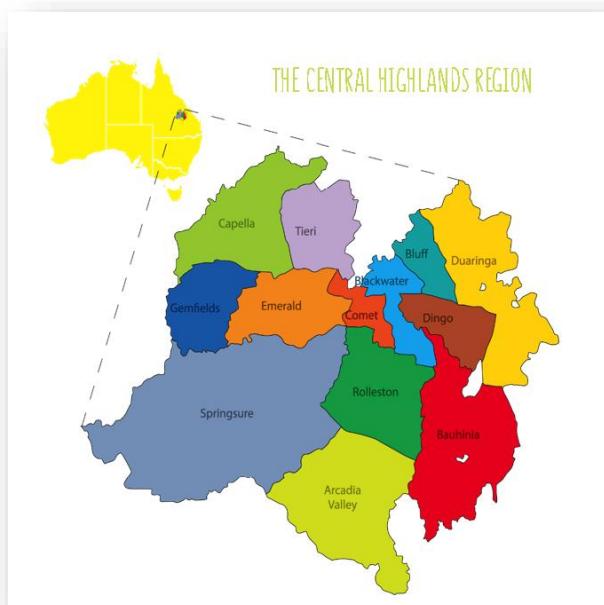 THE CENTRAL HIGHLANDS REGION
Capella
Tieri
Bluff
Duaringa
Blackwater
Gemfields
Emerald
Comet
Dingo
Rolleston
Springsure
Bauhinia
Arcadia
Valley